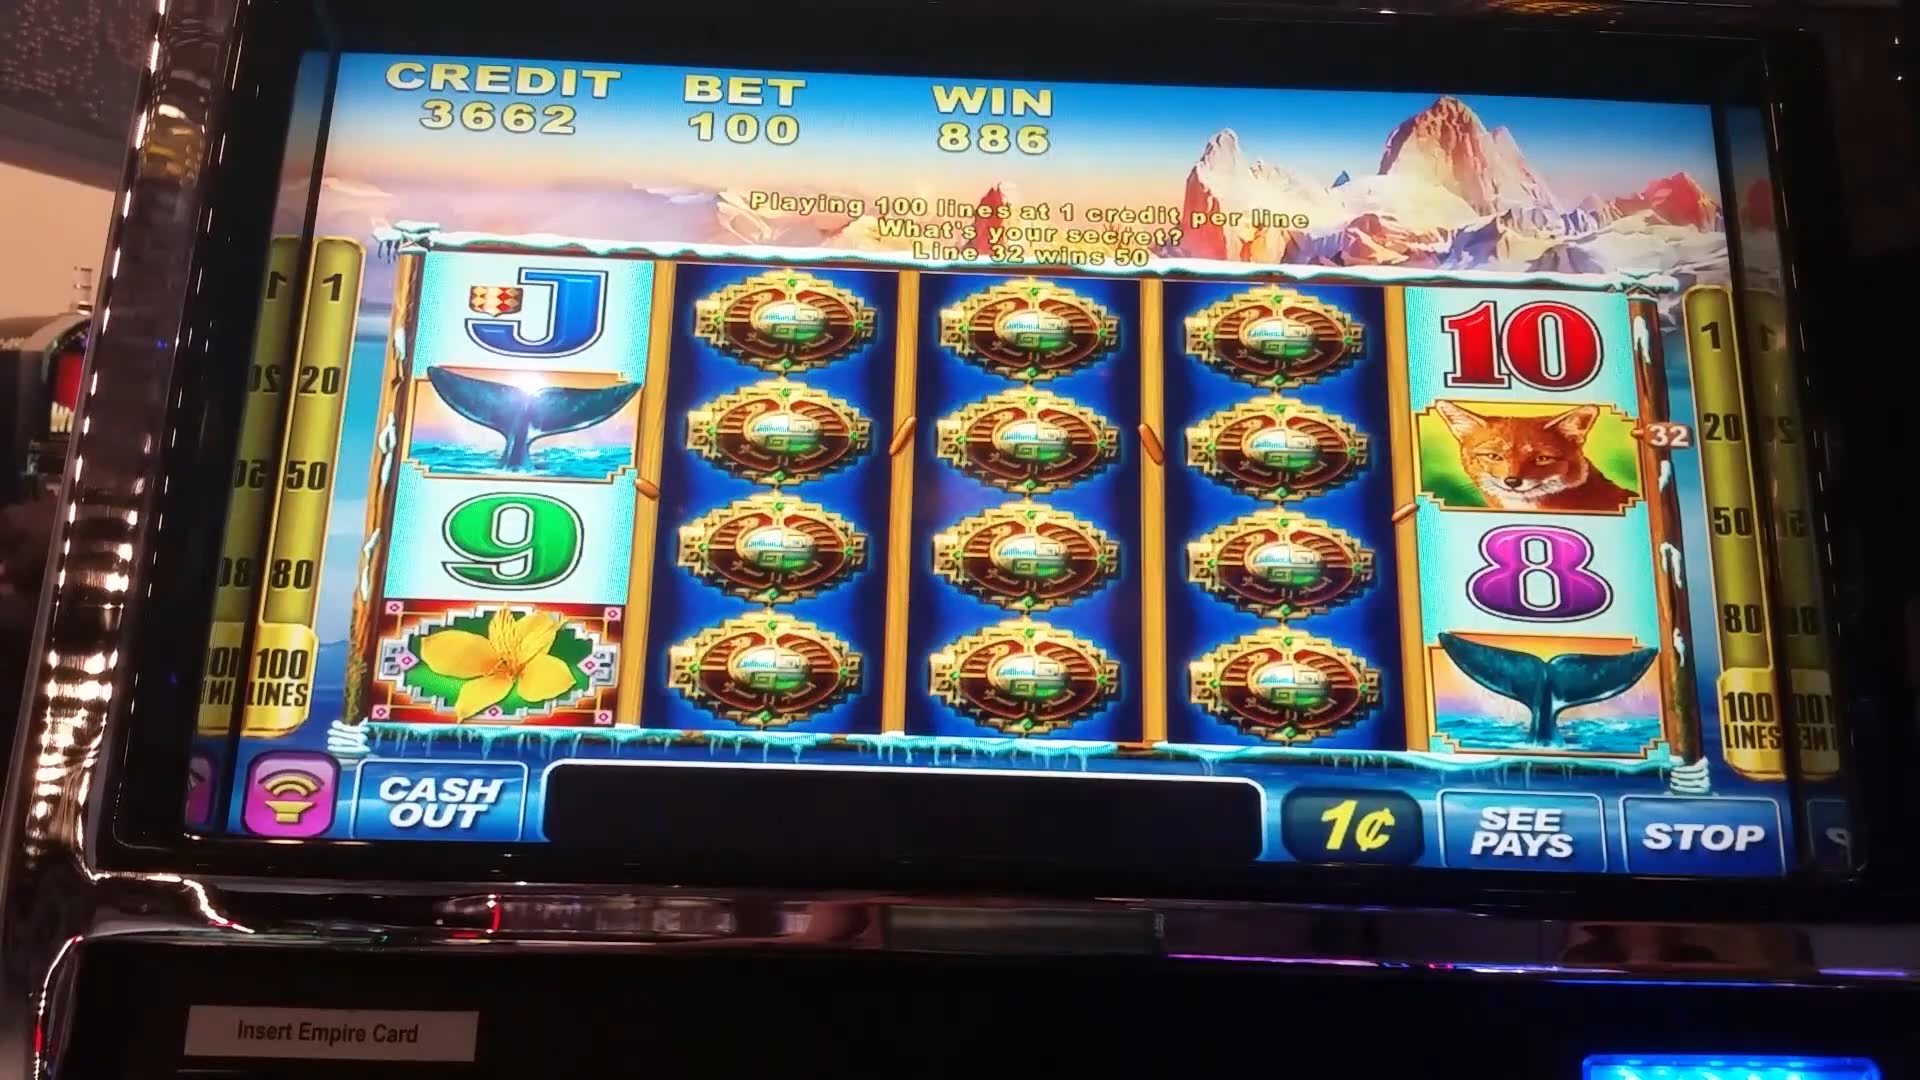 CREDIT BET WIN
3662 100 886
Playing 100 lines at 1 credit per line
What's your secret?
Line 32 wins 50
J 10
1 1
20 20
32
50 50
9 8
80 80
100 LINES
100 LINES
CASH OUT
1¢
SEE PAYS
STOP
Insert Empire Card